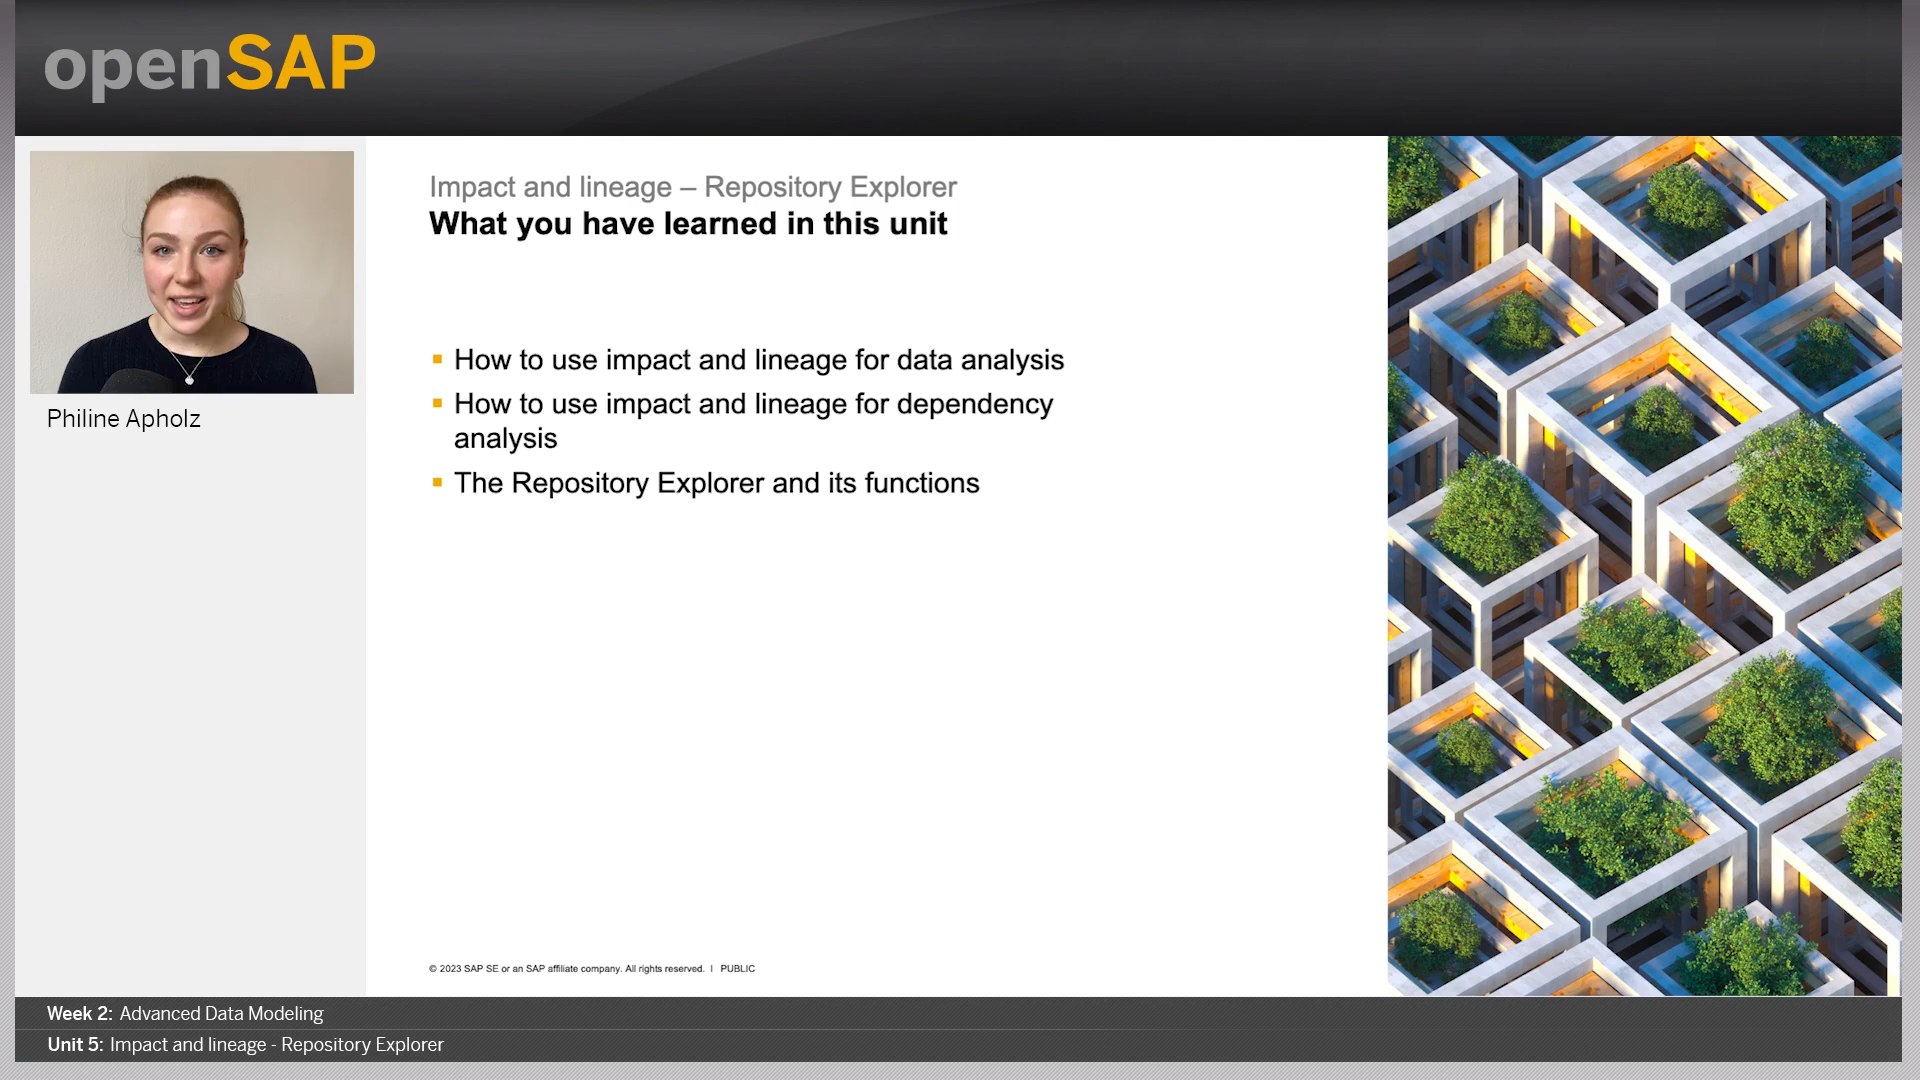 openSAP
Philine Apholz
Impact and lineage – Repository Explorer
What you have learned in this unit
▪ How to use impact and lineage for data analysis
▪ How to use impact and lineage for dependency
analysis
▪ The Repository Explorer and its functions
© 2023 SAP SE or an SAP affiliate company. All rights reserved. | PUBLIC
Week 2: Advanced Data Modeling
Unit 5: Impact and lineage - Repository Explorer